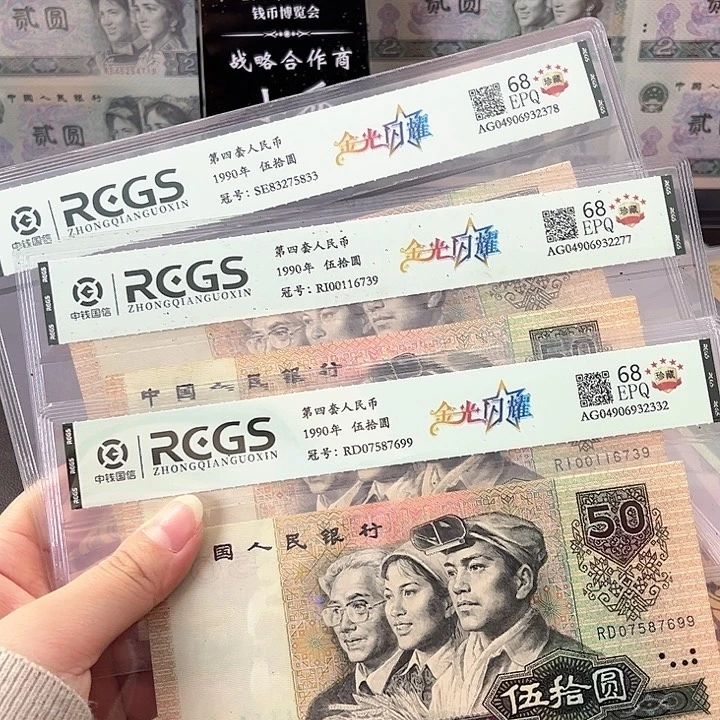 钱币博览会
战略合作商
贰圆
中国人民银行
贰圆
RCGS
ZHONGQIANGUOXIN
中钱国信
第四套人民币
1990年 伍拾圆
冠号: SE83275833
金光闪耀
68
EPQ
珍藏
AG04906932378
RCGS
ZHONGQIANGUOXIN
中钱国信
第四套人民币
1990年 伍拾圆
冠号: RI00116739
金光闪耀
68
EPQ
珍藏
AG04906932277
中国人民银行
50
RCGS
ZHONGQIANGUOXIN
中钱国信
第四套人民币
1990年 伍拾圆
冠号: RD07587699
金光闪耀
68
EPQ
珍藏
AG04906932332
RI00116739
国人民银行
50
RD07587699
伍拾圆